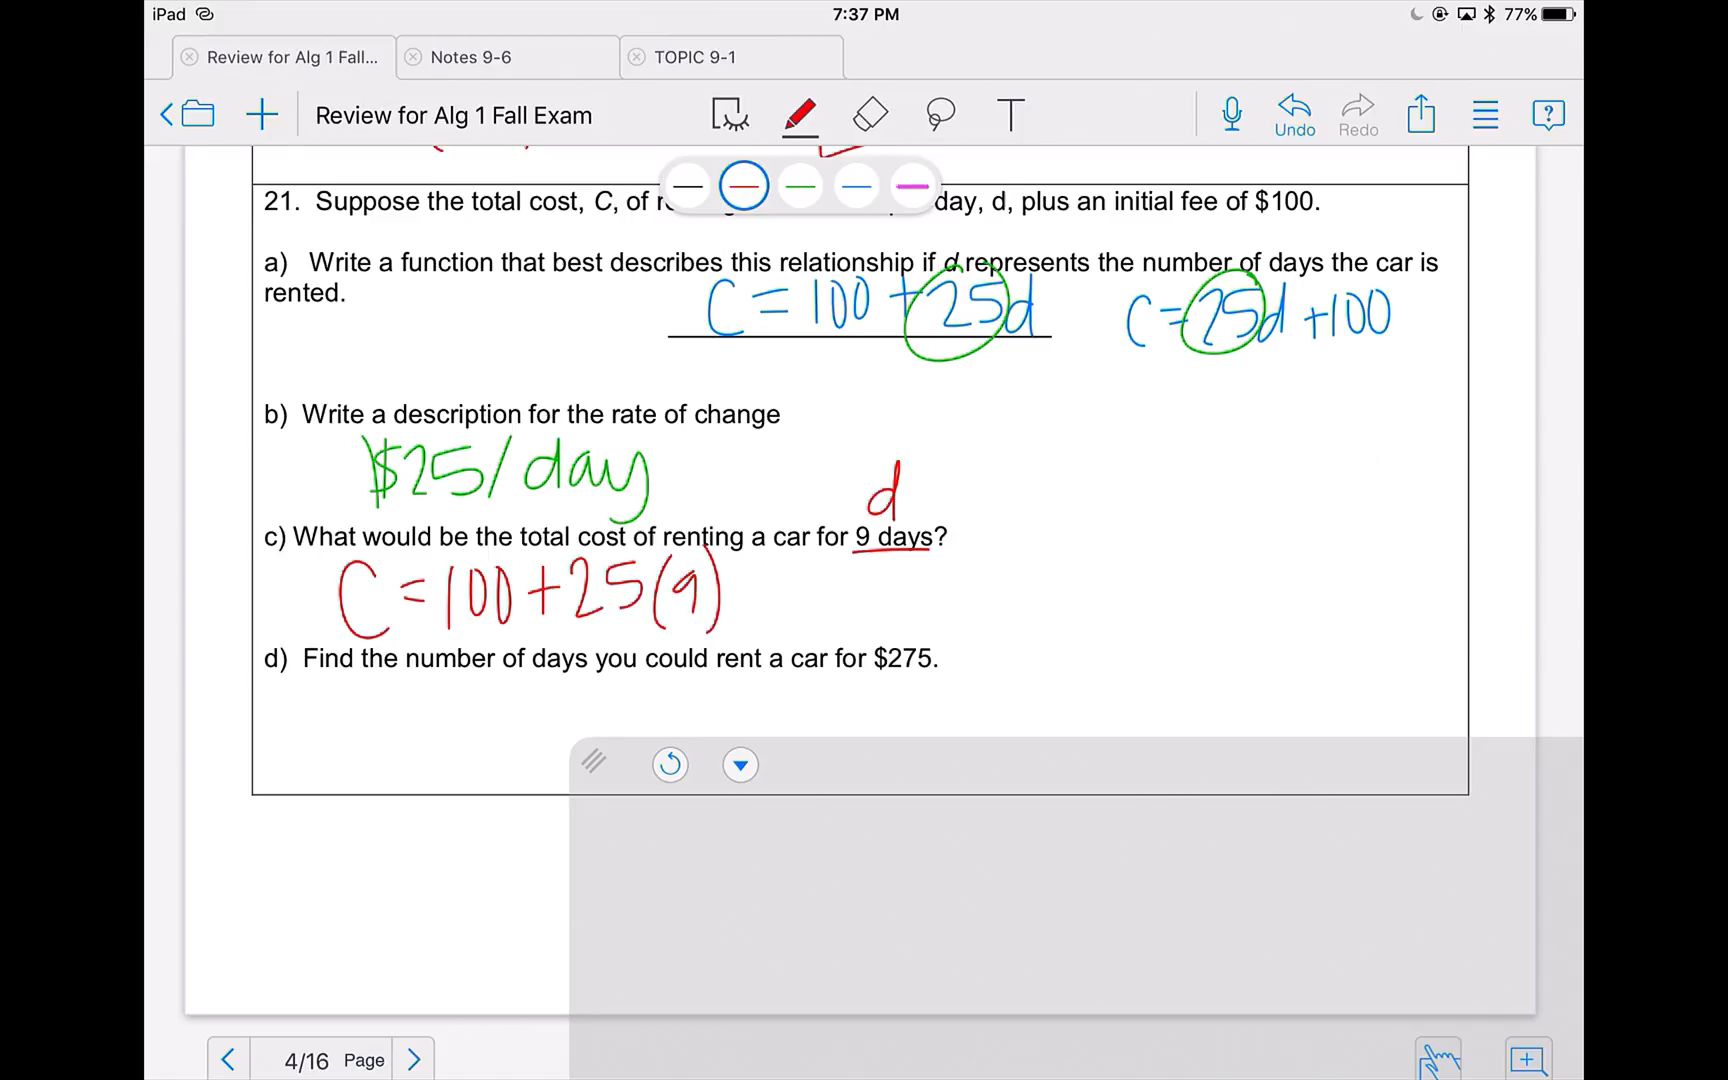 iPad 7:37 PM 77%
Review for Alg 1 Fall... Notes 9-6 TOPIC 9-1
Review for Alg 1 Fall Exam T Undo Redo ?
21. Suppose the total cost, C, of day, d, plus an initial fee of $100.
a) Write a function that best describes this relationship if d represents the number of days the car is
rented.
C = 100 + 25d C = 25d + 100
b) Write a description for the rate of change
$25/day
d
c) What would be the total cost of renting a car for 9 days?
C = 100 + 25(9)
d) Find the number of days you could rent a car for $275.
4/16 Page